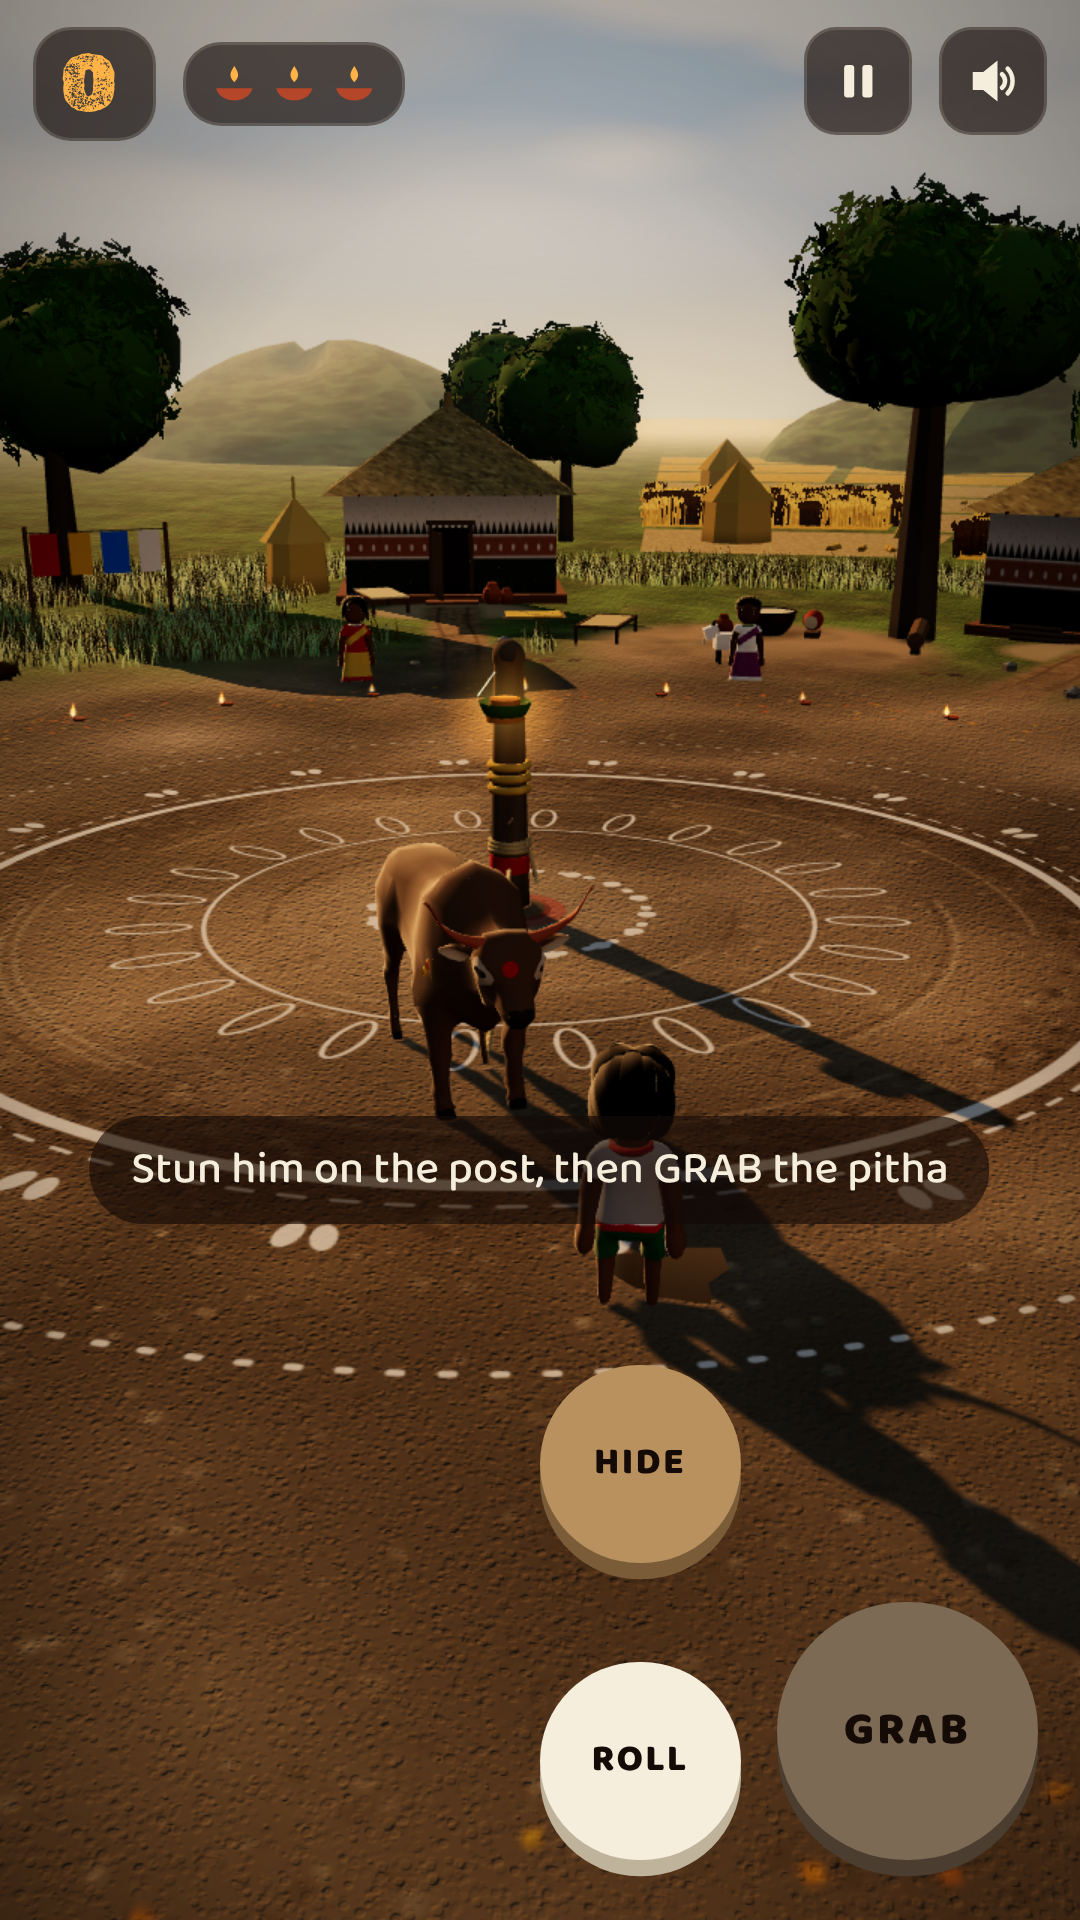 0
Stun him on the post, then GRAB the pitha
HIDE
ROLL
GRAB